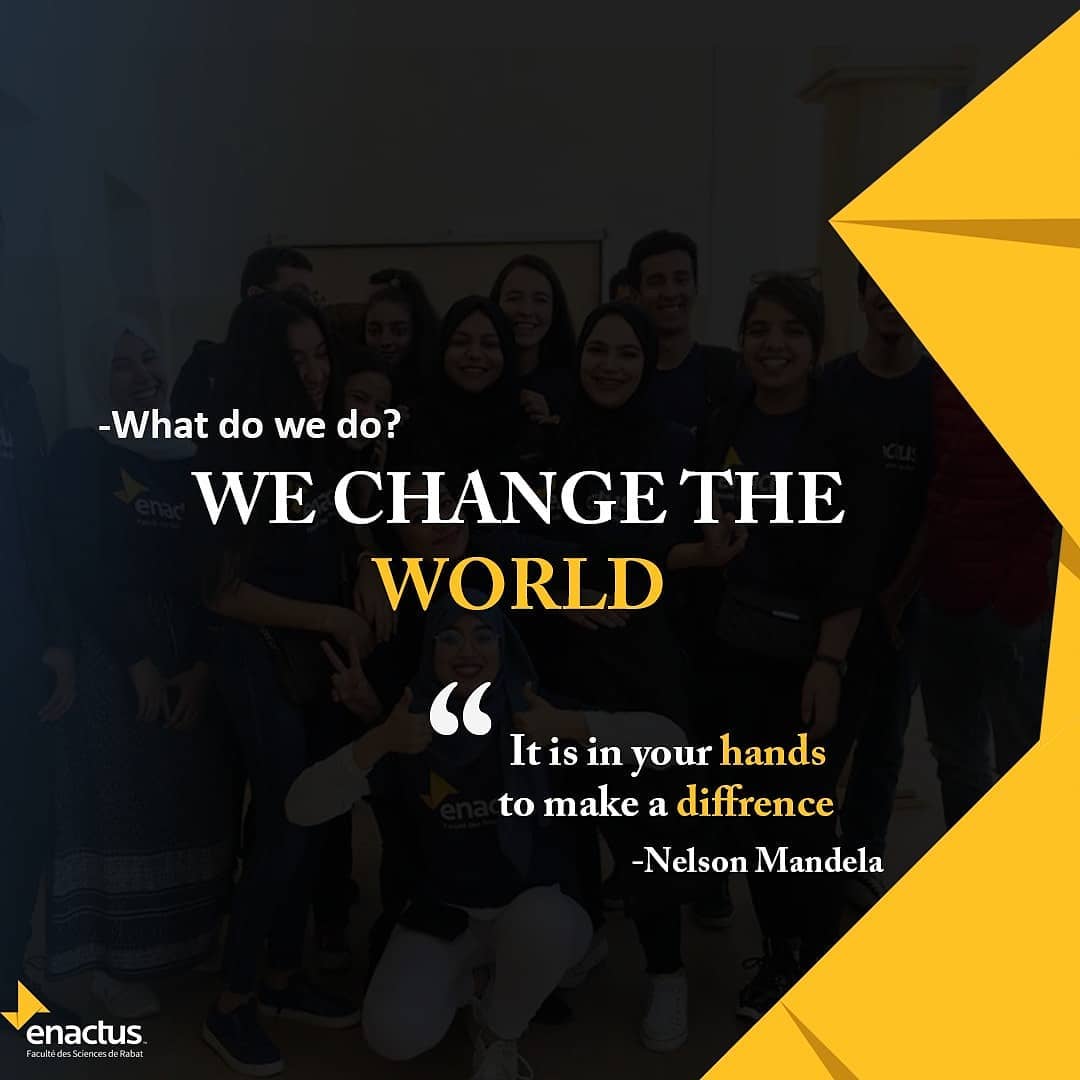 -What do we do?
WE CHANGE THE
WORLD
“
It is in your hands
to make a diffrence
-Nelson Mandela
enactus
Faculté des Sciences de Rabat